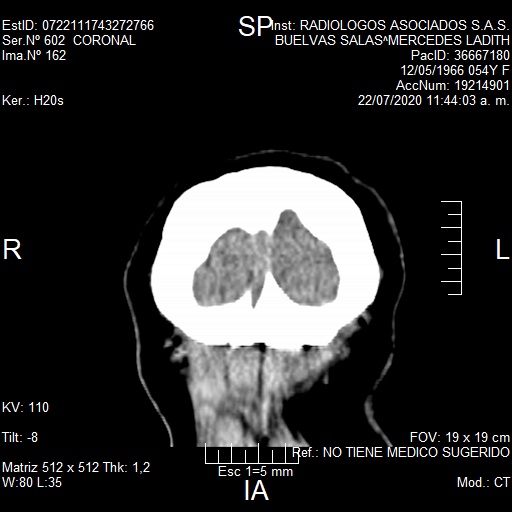 EstID: 0722111743272766
Ser.Nº 602 CORONAL
Ima.Nº 162
Ker.: H20s
SP
Inst: RADIOLOGOS ASOCIADOS S.A.S.
BUELVAS SALAS^MERCEDES LADITH
PacID: 36667180
12/05/1966 054Y F
AccNum: 19214901
22/07/2020 11:44:03 a. m.
R
L
KV: 110
Tilt: -8
Matriz 512 x 512 Thk: 1,2
W:80 L:35
Esc 1=5 mm
IA
FOV: 19 x 19 cm
Ref.: NO TIENE MEDICO SUGERIDO
Mod.: CT